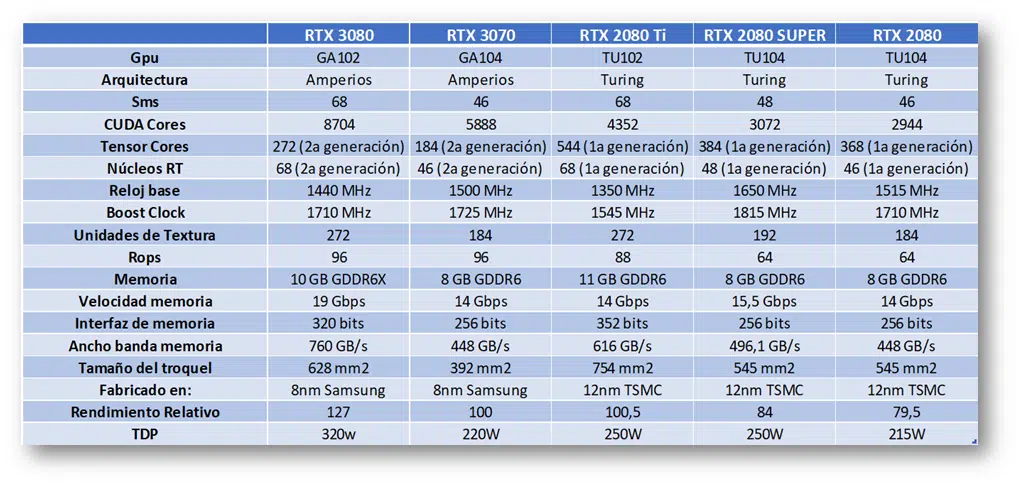 RTX 3080 RTX 3070 RTX 2080 Ti RTX 2080 SUPER RTX 2080
Gpu GA102 GA104 TU102 TU104 TU104
Arquitectura Amperios Amperios Turing Turing Turing
Sms 68 46 68 48 46
CUDA Cores 8704 5888 4352 3072 2944
Tensor Cores 272 (2a generación) 184 (2a generación) 544 (1a generación) 384 (1a generación) 368 (1a generación)
Núcleos RT 68 (2a generación) 46 (2a generación) 68 (1a generación) 48 (1a generación) 46 (1a generación)
Reloj base 1440 MHz 1500 MHz 1350 MHz 1650 MHz 1515 MHz
Boost Clock 1710 MHz 1725 MHz 1545 MHz 1815 MHz 1710 MHz
Unidades de Textura 272 184 272 192 184
Rops 96 96 88 64 64
Memoria 10 GB GDDR6X 8 GB GDDR6 11 GB GDDR6 8 GB GDDR6 8 GB GDDR6
Velocidad memoria 19 Gbps 14 Gbps 14 Gbps 15,5 Gbps 14 Gbps
Interfaz de memoria 320 bits 256 bits 352 bits 256 bits 256 bits
Ancho banda memoria 760 GB/s 448 GB/s 616 GB/s 496,1 GB/s 448 GB/s
Tamaño del troquel 628 mm2 392 mm2 754 mm2 545 mm2 545 mm2
Fabricado en: 8nm Samsung 8nm Samsung 12nm TSMC 12nm TSMC 12nm TSMC
Rendimiento Relativo 127 100 100,5 84 79,5
TDP 320w 220W 250W 250W 215W